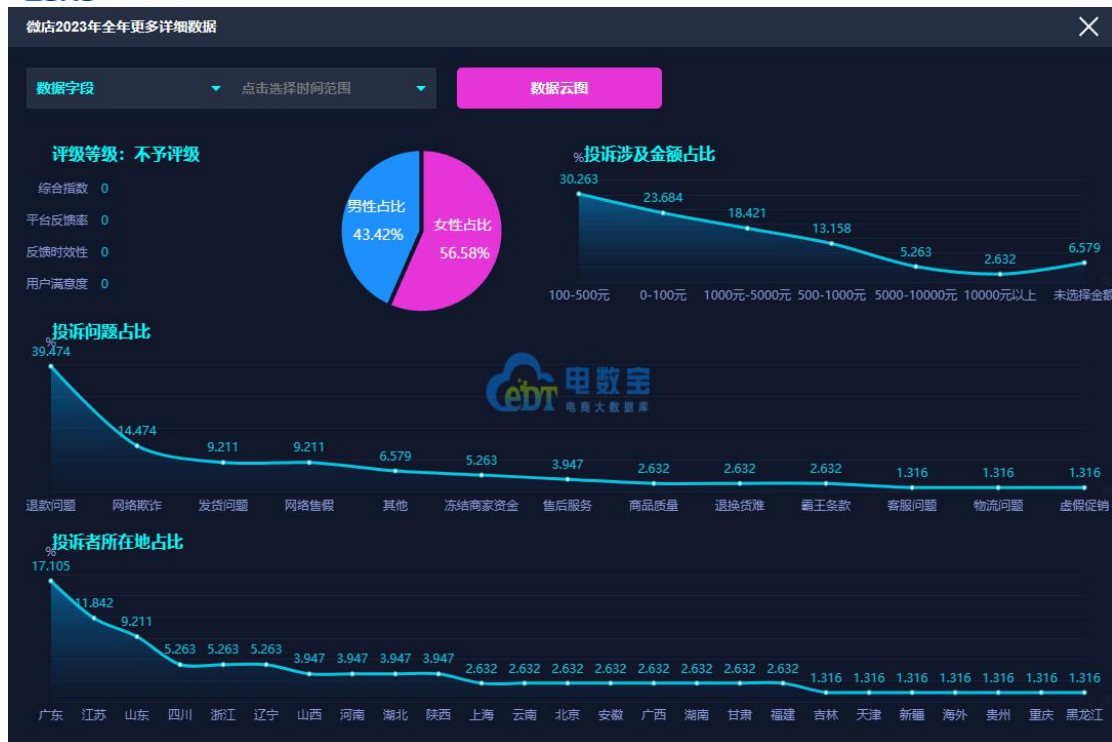 微店2023年全年更多详细数据
数据字段 点击选择时间范围 数据云图
评级等级：不予评级
综合指数 0
平台反馈率 0
反馈时效性 0
用户满意度 0
男性占比
43.42%
女性占比
56.58%
%投诉涉及金额占比
30.263 23.684 18.421 13.158 5.263 2.632 6.579
100-500元 0-100元 1000元-5000元 500-1000元 5000-10000元 10000元以上 未选择金额
投诉问题占比
%
39.474 14.474 9.211 9.211 6.579 5.263 3.947 2.632 2.632 2.632 1.316 1.316 1.316
退款问题 网络欺诈 发货问题 网络售假 其他 冻结商家资金 售后服务 商品质量 退换货难 霸王条款 客服问题 物流问题 虚假促销
eDT 电数宝
电商大数据库
投诉者所在地占比
%
17.105 11.842 9.211 5.263 5.263 5.263 3.947 3.947 3.947 3.947 2.632 2.632 2.632 2.632 2.632 2.632 2.632 2.632 1.316 1.316 1.316 1.316 1.316 1.316 1.316
广东 江苏 山东 四川 浙江 辽宁 山西 河南 湖北 陕西 上海 云南 北京 安徽 广西 湖南 甘肃 福建 吉林 天津 新疆 海外 贵州 重庆 黑龙江